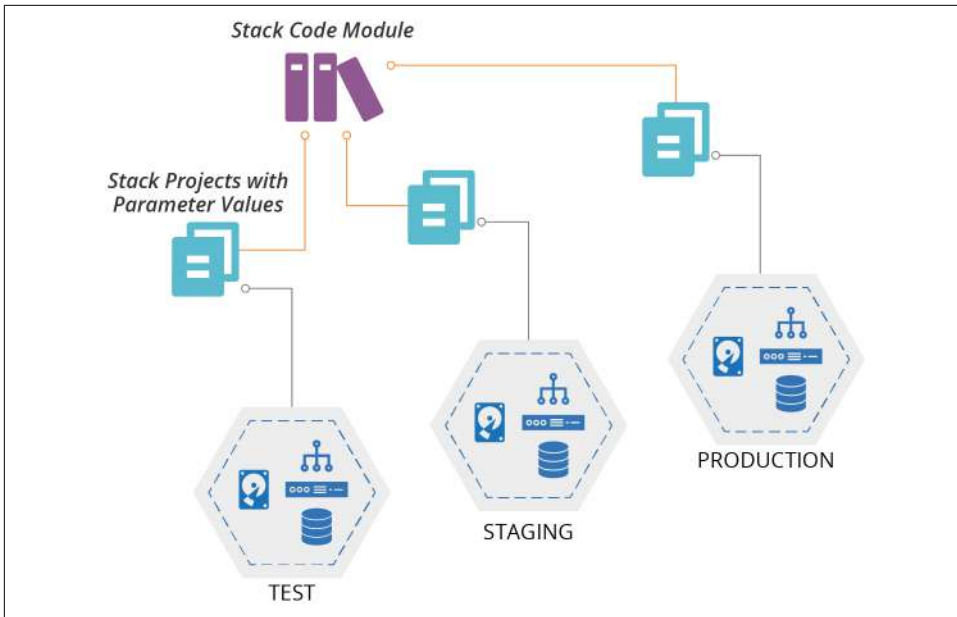 Stack Code Module
Stack Projects with
Parameter Values
PRODUCTION
STAGING
TEST